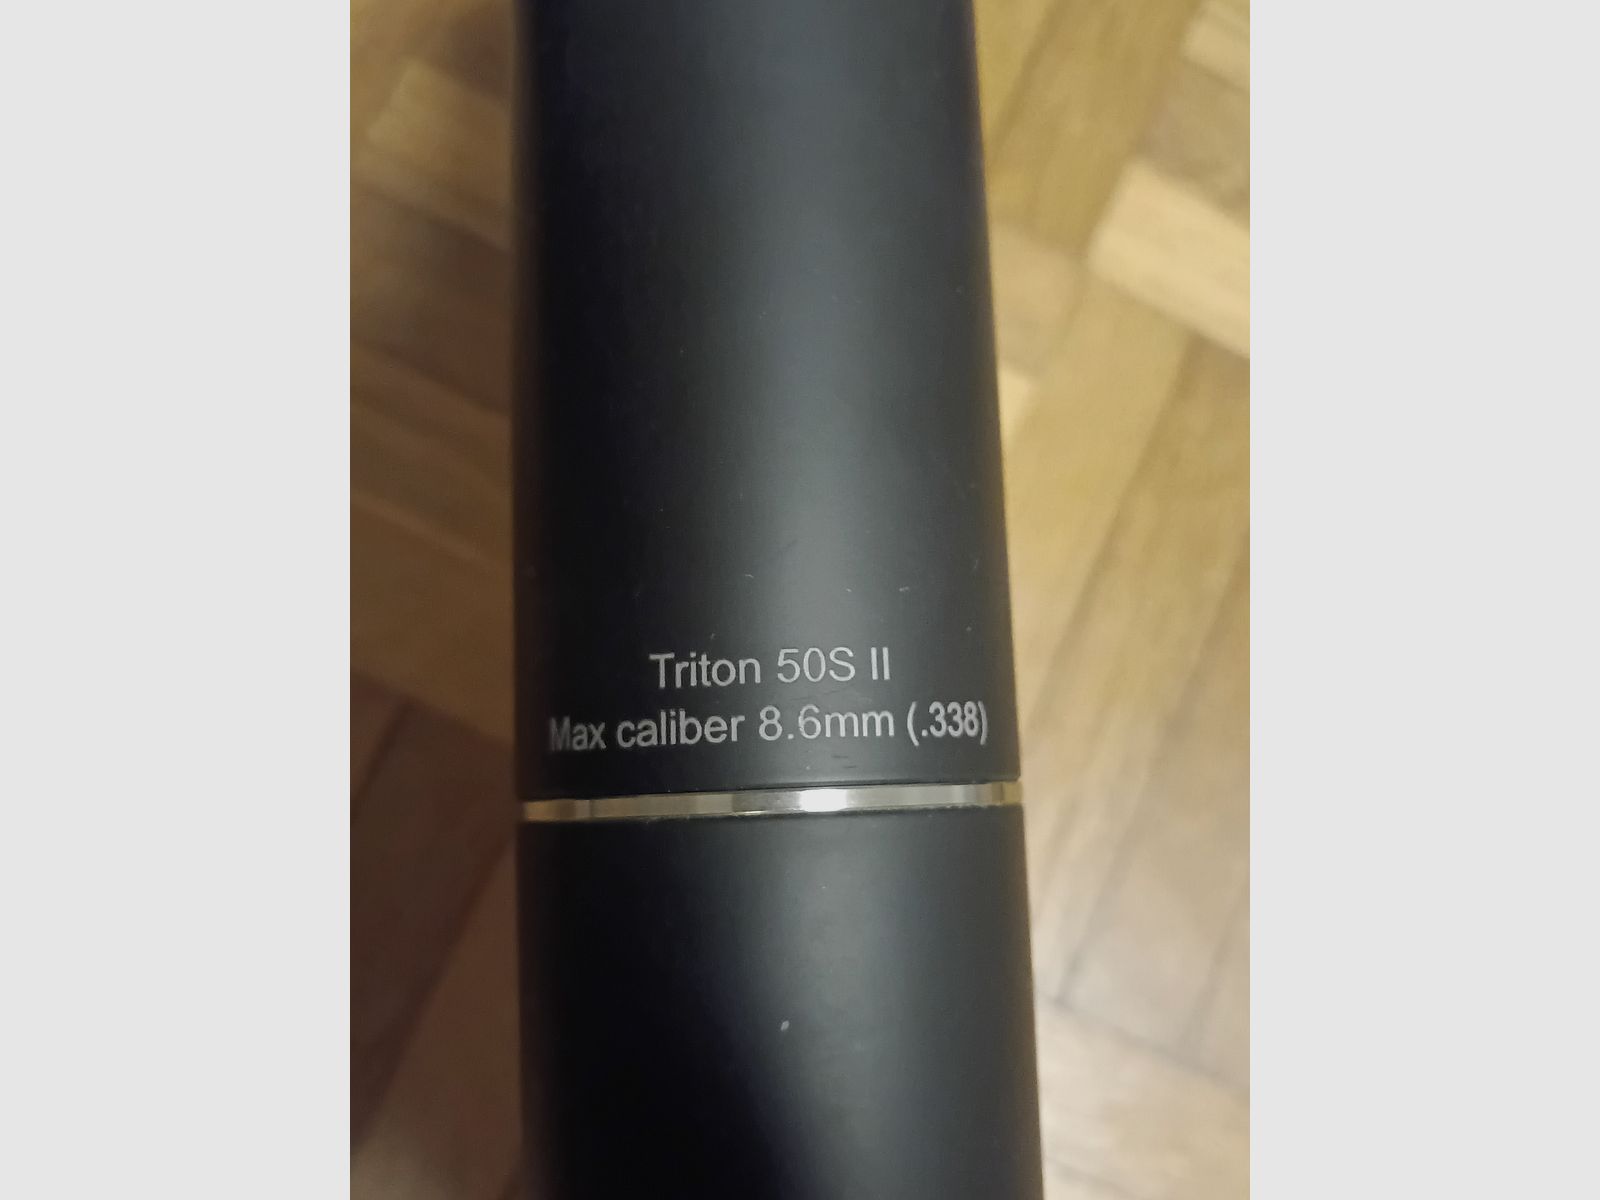 Triton 50S II
Max caliber 8.6mm (.338)